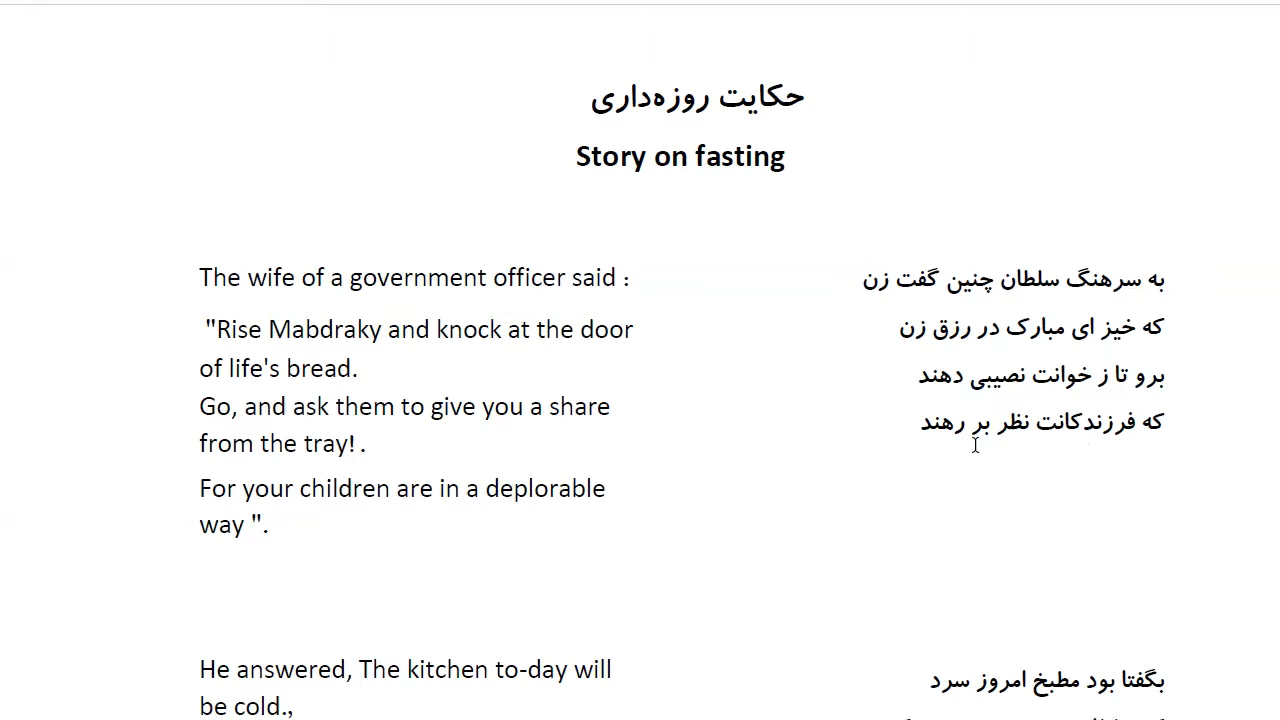 حکایت روزه‌داری
Story on fasting
The wife of a government officer said :
"Rise Mabdraky and knock at the door
of life's bread.
Go, and ask them to give you a share
from the tray! .
For your children are in a deplorable
way ".
به سرهنگ سلطان چنین گفت زن
که خیز ای مبارک در رزق زن
برو تا ز خوانت نصیبی دهند
که فرزندکانت نظر بر رهند
He answered, The kitchen to-day will
be cold.,
بگفتا بود مطبخ امروز سرد